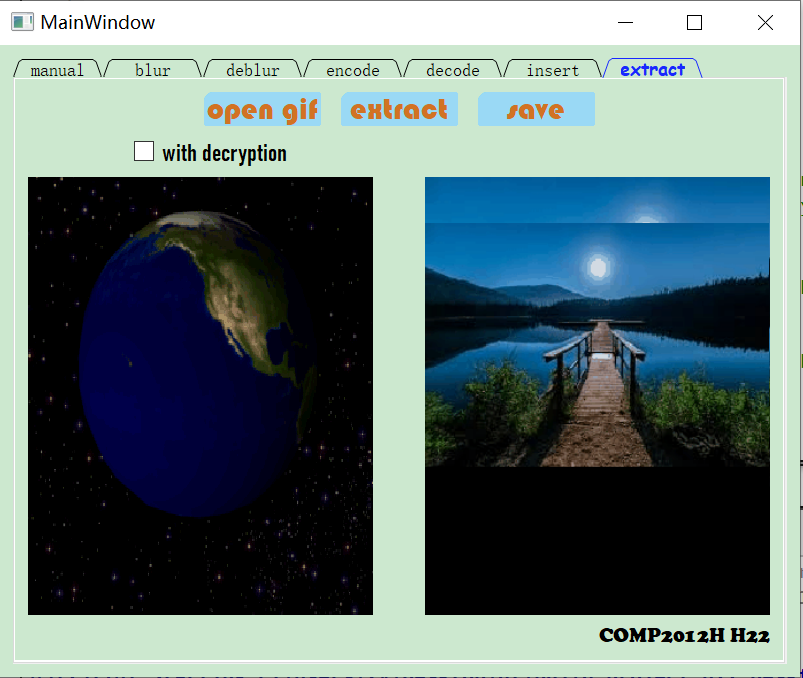 MainWindow
manual blur deblur encode decode insert extract
open gif extract save
with decryption
COMP2012H H22